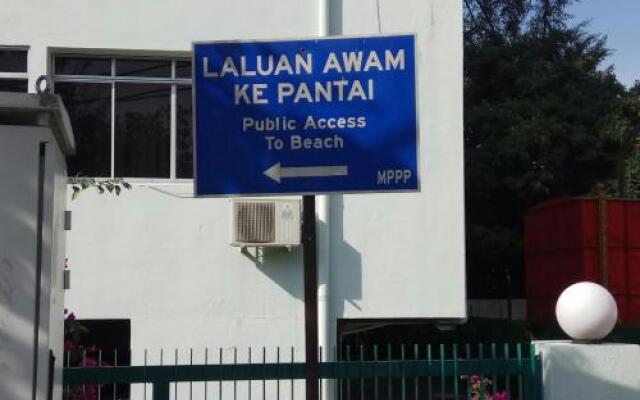 LALUAN AWAM
KE PANTAI
Public Access
To Beach
MPPP